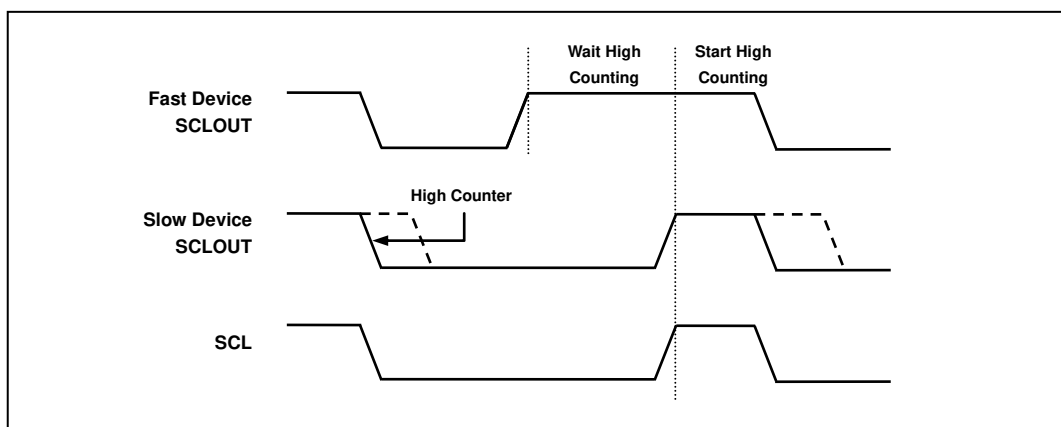 Wait High
Counting
Start High
Counting
Fast Device
SCLOUT
High Counter
Slow Device
SCLOUT
SCL